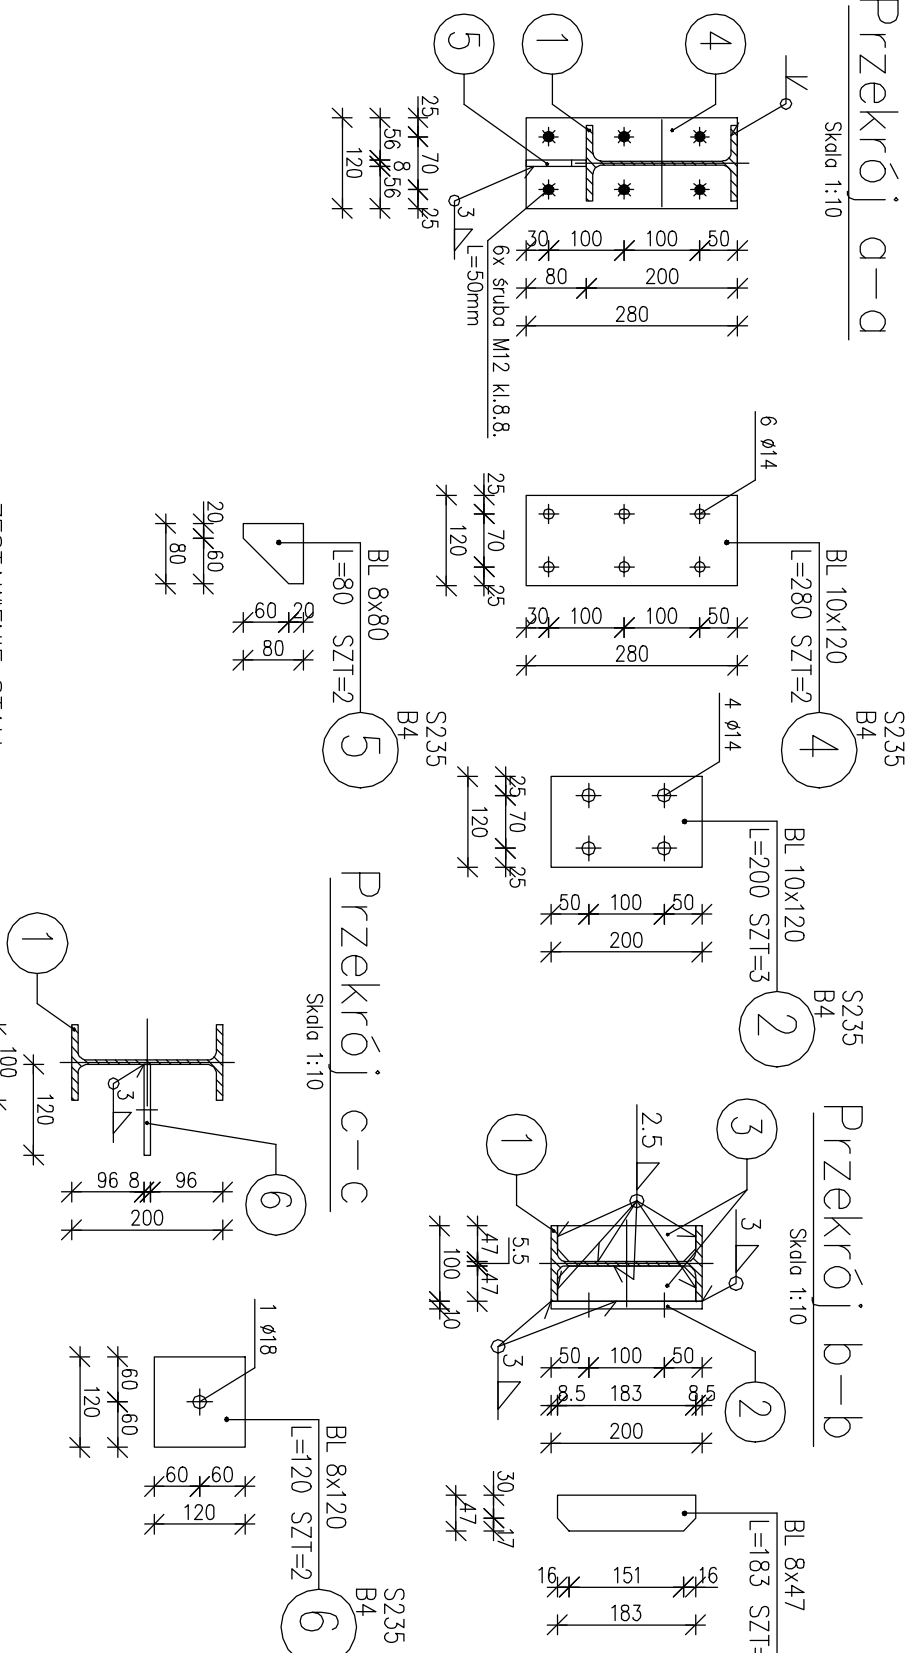 Przekrój a-a
Skala 1:10
4
1
5
3
25
70
25
56
8
56
120
30
100
100
50
80
200
280
6x śruba M12 kl.8.8.
L=50mm
6 ø14
25
70
25
120
30
100
100
50
280
BL 10x120
L=280 SZT=2
4
S235
B4
20
60
80
60
20
80
BL 8x80
L=80 SZT=2
5
S235
B4
4 ø14
25
70
25
120
50
100
50
200
BL 10x120
L=200 SZT=3
2
S235
B4
Przekrój b-b
Skala 1:10
3
1
2
2.5
3
3
5.5
47
47
100
10
50
100
50
8.5
183
8.5
200
30
17
47
16
151
16
183
BL 8x47
L=183 SZT=
Przekrój c-c
Skala 1:10
1
6
3
120
100
96
8
96
200
1 ø18
60
60
120
60
60
120
BL 8x120
L=120 SZT=2
6
S235
B4